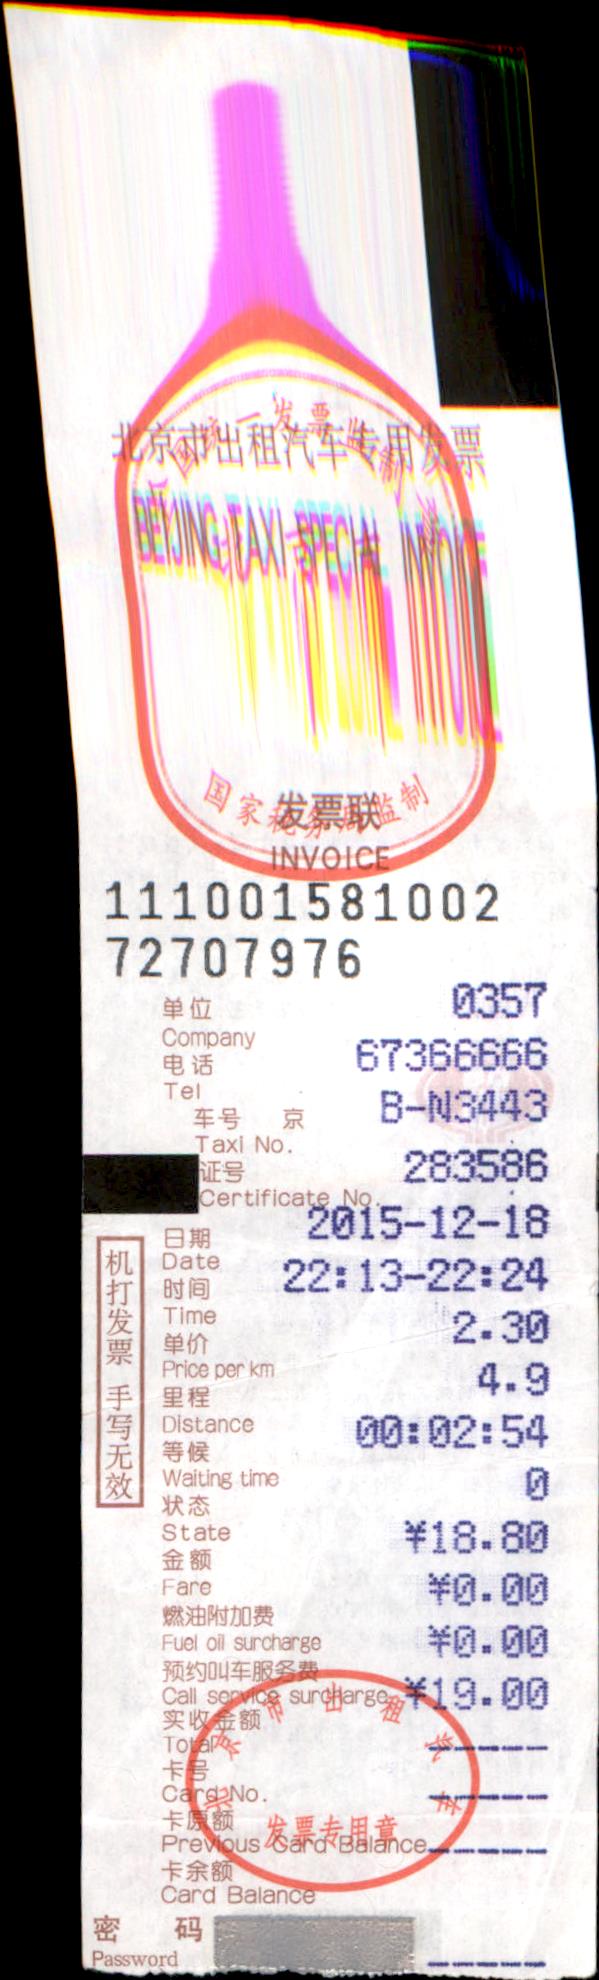 全国统一发票监制章
北京市出租汽车专用发票
BEIJING TAXI SPECIAL INVOICE
国家税务局监制
发票联
INVOICE
111001581002
72707976
单位 0357
Company
电话 67366666
Tel
车号 京 B-N3443
Taxi No.
证号 283586
Certificate No.
日期 2015-12-18
Date
时间 22:13-22:24
Time
单价 2.30
Price per km
里程 4.9
Distance
等候 00:02:54
Waiting time
状态 0
State
金额 ¥18.80
Fare
燃油附加费 ¥0.00
Fuel oil surcharge
预约叫车服务费 ¥0.00
Call service surcharge
实收金额 ¥19.00
Total
卡号
Card No.
卡原额
Previous Card Balance
卡余额
Card Balance
密 码
Password
机打发票 手写无效
北京市出租汽车
发票专用章